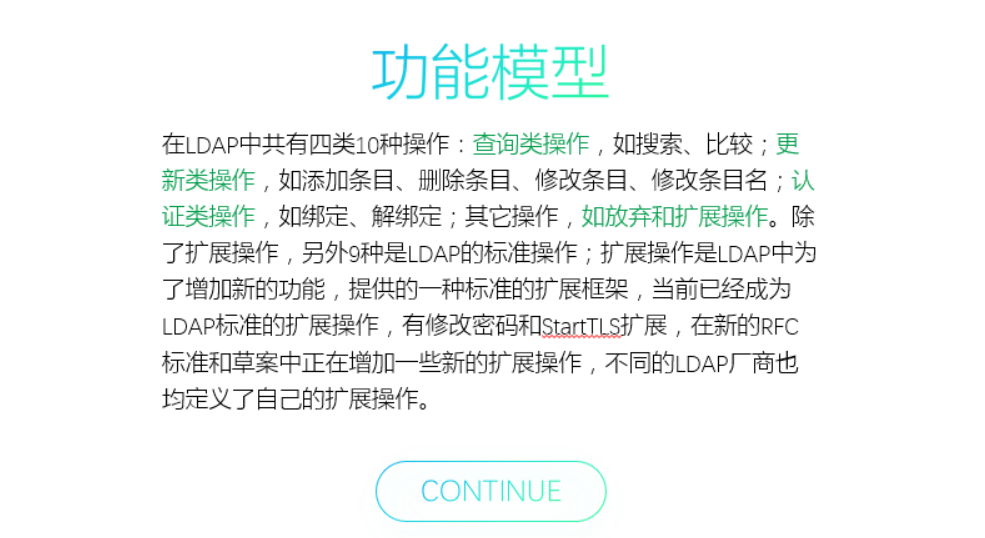 功能模型
在LDAP中共有四类10种操作：查询类操作，如搜索、比较；更
新类操作，如添加条目、删除条目、修改条目、修改条目名；认
证类操作，如绑定、解绑定；其它操作，如放弃和扩展操作。除
了扩展操作，另外9种是LDAP的标准操作；扩展操作是LDAP中为
了增加新的功能，提供的一种标准的扩展框架，当前已经成为
LDAP标准的扩展操作，有修改密码和StartTLS扩展，在新的RFC
标准和草案中正在增加一些新的扩展操作，不同的LDAP厂商也
均定义了自己的扩展操作。
CONTINUE